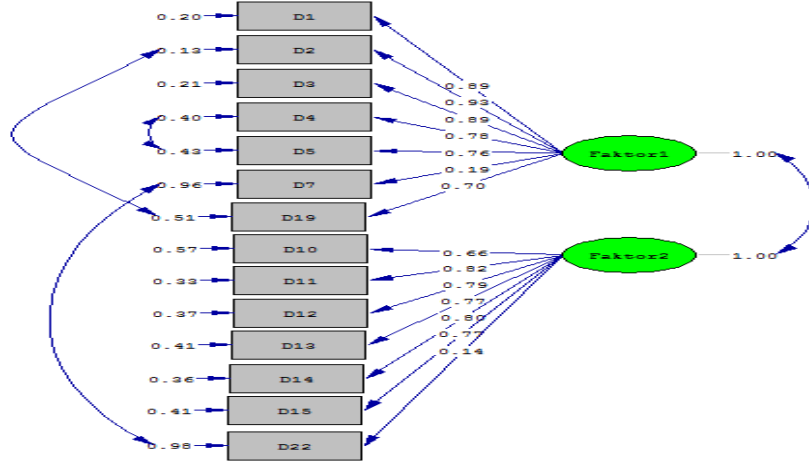 0.20 D1
0.13 D2
0.21 D3
0.40 D4
0.43 D5
0.96 D7
0.51 D19
0.57 D10
0.33 D11
0.37 D12
0.41 D13
0.36 D14
0.41 D15
0.98 D22
0.89
0.93
0.89
0.78
0.76
0.19
0.70
0.66
0.82
0.79
0.77
0.80
0.77
0.14
Faktor1 1.00
Faktor2 1.00